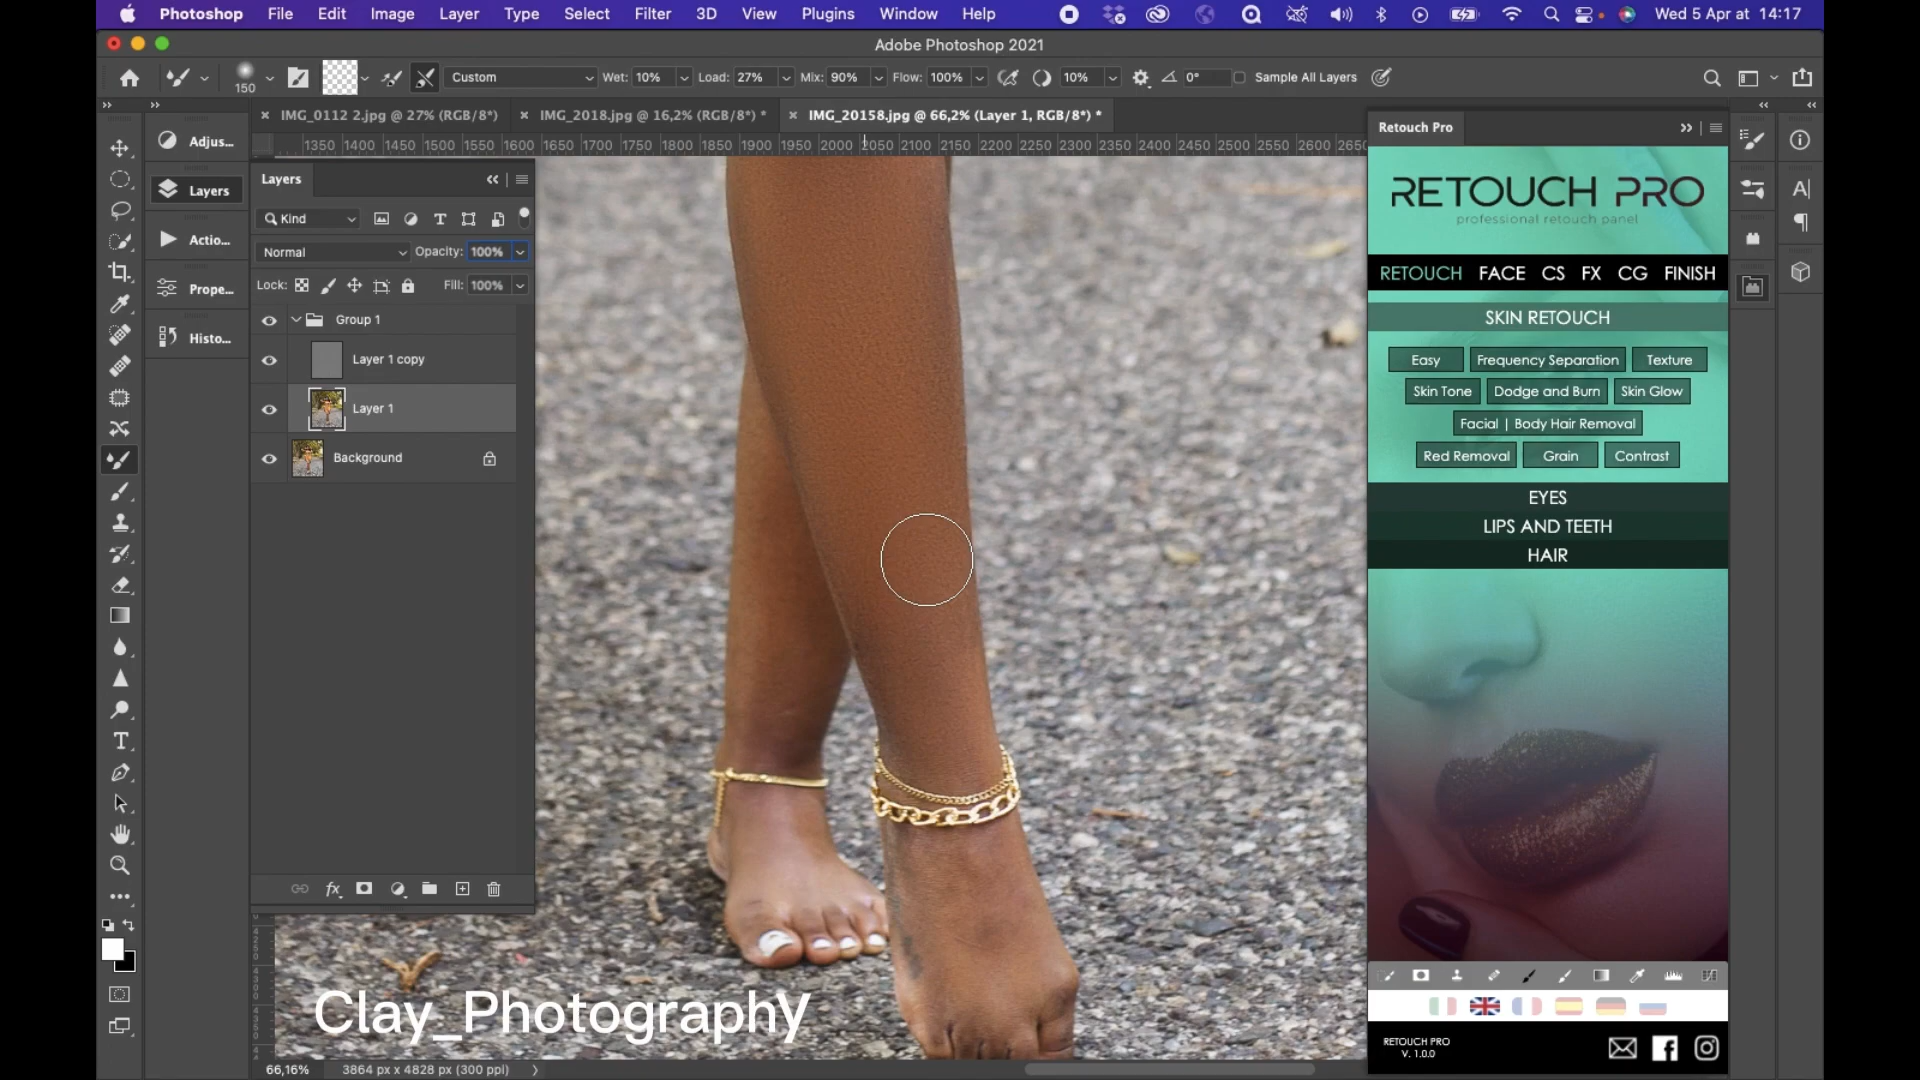 Photoshop File Edit Image Layer Type Select Filter 3D View Plugins Window Help Wed 5 Apr at 14:17
Adobe Photoshop 2021
150 Custom Wet: 10% Load: 27% Mix: 90% Flow: 100% 10% 0° Sample All Layers
IMG_0112 2.jpg @ 27% (RGB/8*) IMG_2018.jpg @ 16,2% (RGB/8*) * IMG_20158.jpg @ 66,2% (Layer 1, RGB/8*) *
1350 1400 1450 1500 1550 1600 1650 1700 1750 1800 1850 1900 1950 2000 2050 2100 2150 2200 2250 2300 2350 2400 2450 2500 2550 2600 2650
Adjus...
Layers
Actio...
Prope...
Histo...
Layers
Kind
Normal Opacity: 100%
Lock: Fill: 100%
Group 1
Layer 1 copy
Layer 1
Background
Retouch Pro
RETOUCH PRO
professional retouch panel
RETOUCH FACE CS FX CG FINISH
SKIN RETOUCH
Easy Frequency Separation Texture
Skin Tone Dodge and Burn Skin Glow
Facial | Body Hair Removal
Red Removal Grain Contrast
EYES
LIPS AND TEETH
HAIR
RETOUCH PRO
V. 1.0.0
Clay_Photography
66,16% 3864 px x 4828 px (300 ppi)